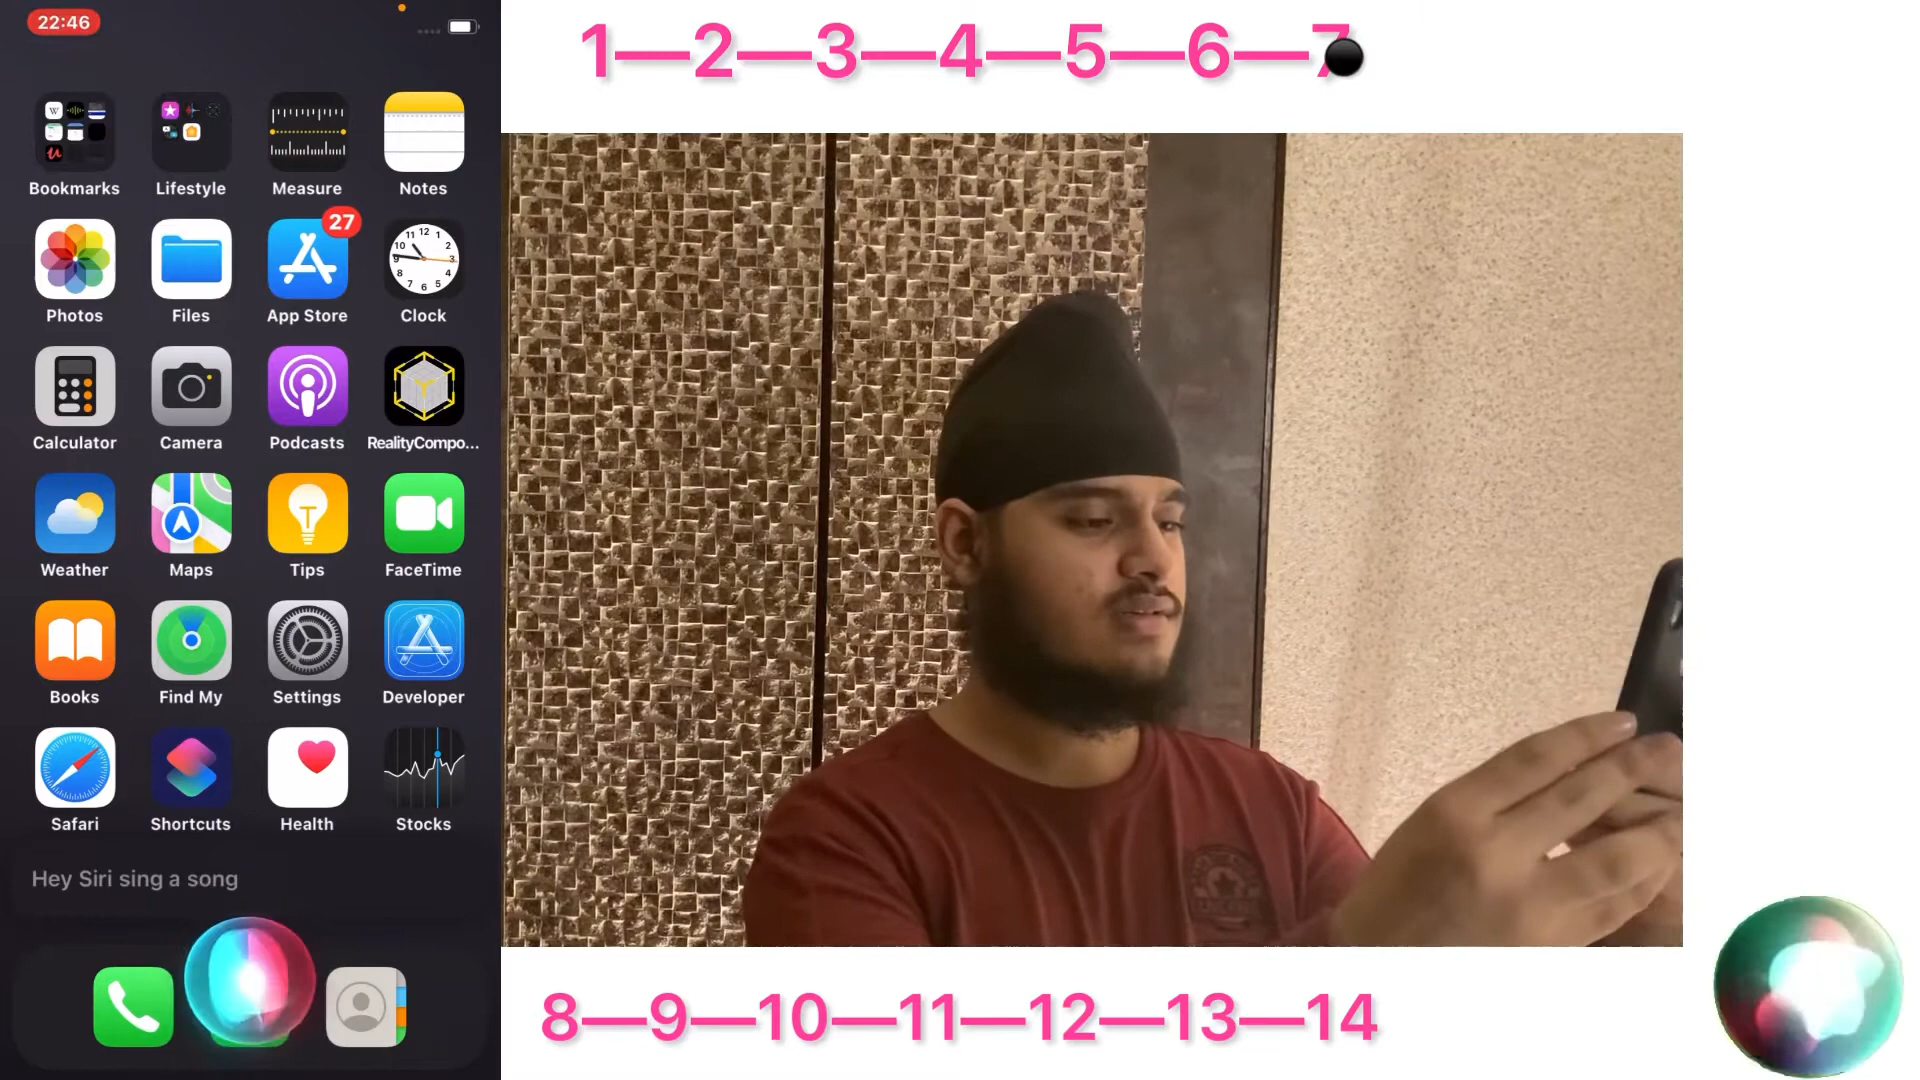 22:46
1—2—3—4—5—6—7
Bookmarks Lifestyle Measure Notes
27
Photos Files App Store Clock
Calculator Camera Podcasts RealityCompo...
Weather Maps Tips FaceTime
Books Find My Settings Developer
Safari Shortcuts Health Stocks
Hey Siri sing a song
8—9—10—11—12—13—14